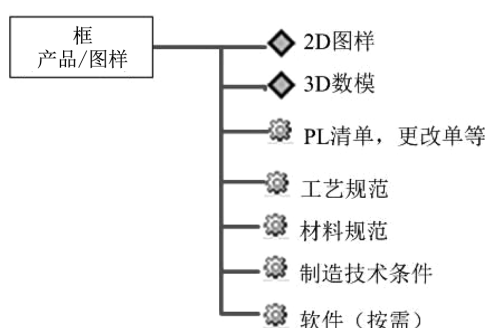 框
产品/图样
2D图样
3D数模
PL清单，更改单等
工艺规范
材料规范
制造技术条件
软件（按需）